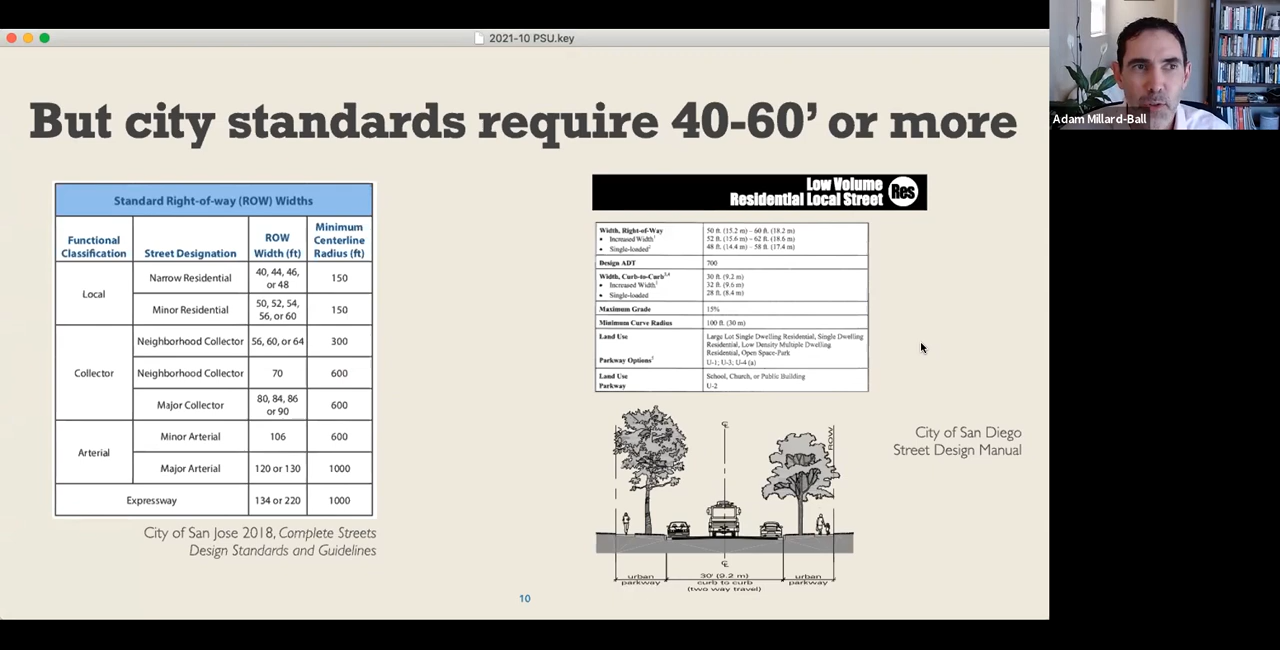 2021-10 PSU.key
But city standards require 40-60' or more
Adam Millard-Ball
Standard Right-of-way (ROW) Widths
Functional Classification
Street Designation
ROW Width (ft)
Minimum Centerline Radius (ft)
Local
Narrow Residential
40, 44, 46, or 48
150
Minor Residential
50, 52, 54, 56, or 60
150
Collector
Neighborhood Collector
56, 60, or 64
300
Neighborhood Collector
70
600
Major Collector
80, 84, 86 or 90
600
Arterial
Minor Arterial
106
600
Major Arterial
120 or 130
1000
Expressway
134 or 220
1000
City of San Jose 2018, Complete Streets
Design Standards and Guidelines
Low Volume
Residential Local Street
Res
Width, Right-of-Way
50 ft. (15.2 m) – 60 ft. (18.2 m)
• Increased Width1
52 ft. (15.6 m) – 62 ft. (18.6 m)
• Single-loaded2
48 ft. (14.4 m) – 58 ft. (17.4 m)
Design ADT
700
Width, Curb-to-Curb3,4
30 ft. (9.2 m)
• Increased Width1
32 ft. (9.6 m)
• Single-loaded
28 ft. (8.4 m)
Maximum Grade
15%
Minimum Curve Radius
100 ft. (30 m)
Land Use
Large Lot Single Dwelling Residential, Single Dwelling
Residential, Low Density Multiple Dwelling
Residential, Open Space-Park
Parkway Options5
U-1; U-3; U-4 (a)
Land Use
School, Church, or Public Building
Parkway
U-2
ROW
urban
parkway
30' (9.2 m)
curb to curb
(two way travel)
urban
parkway
City of San Diego
Street Design Manual
10